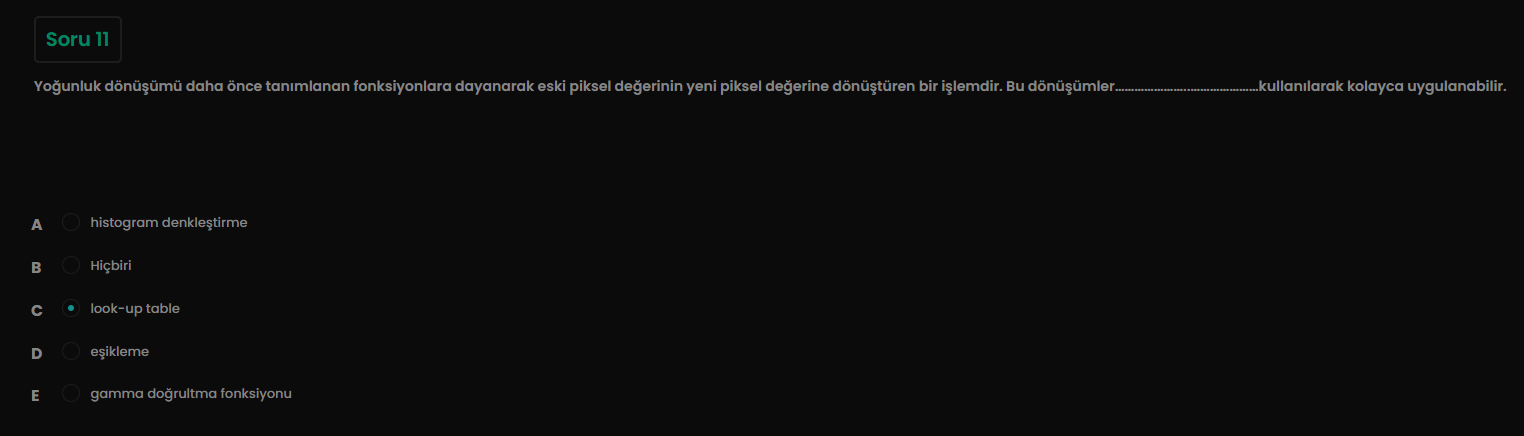 Soru 11
Yoğunluk dönüşümü daha önce tanımlanan fonksiyonlara dayanarak eski piksel değerinin yeni piksel değerine dönüştüren bir işlemdir. Bu dönüşümler……………………………………kullanılarak kolayca uygulanabilir.
A histogram denkleştirme
B Hiçbiri
C look-up table
D eşikleme
E gamma doğrultma fonksiyonu